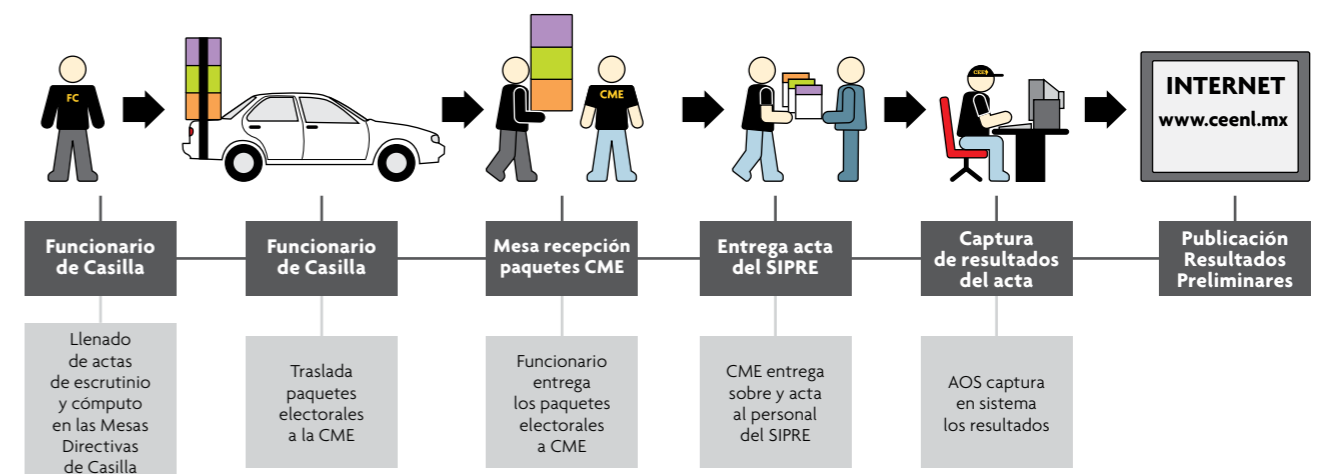 FC
CME
CEE
INTERNET
www.ceenl.mx
Funcionario
de Casilla
Funcionario
de Casilla
Mesa recepción
paquetes CME
Entrega acta
del SIPRE
Captura
de resultados
del acta
Publicación
Resultados
Preliminares
Llenado
de actas
de escrutinio
y cómputo
en las Mesas
Directivas
de Casilla
Traslada
paquetes
electorales
a la CME
Funcionario
entrega
los paquetes
electorales
a CME
CME entrega
sobre y acta
al personal
del SIPRE
AOS captura
en sistema
los resultados